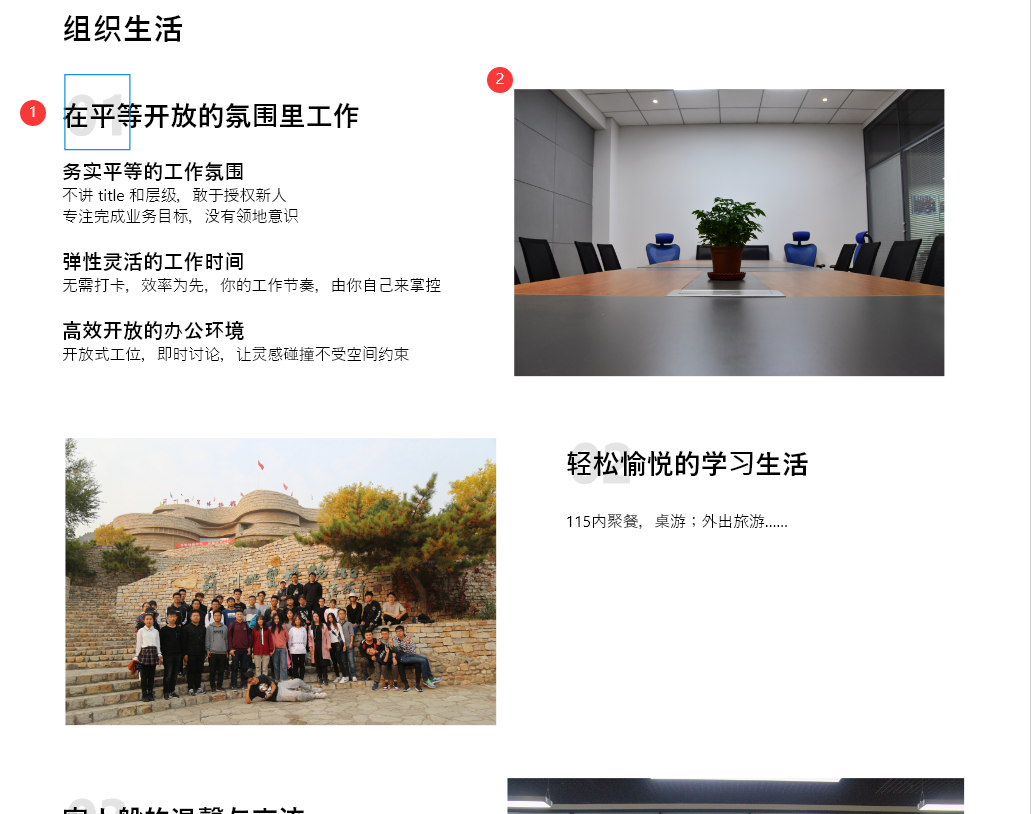 组织生活
1
01
在平等开放的氛围里工作
务实平等的工作氛围
不讲 title 和层级，敢于授权新人
专注完成业务目标，没有领地意识
弹性灵活的工作时间
无需打卡，效率为先，你的工作节奏，由你自己来掌控
高效开放的办公环境
开放式工位，即时讨论，让灵感碰撞不受空间约束
2
02
轻松愉悦的学习生活
115内聚餐，桌游；外出旅游......
03